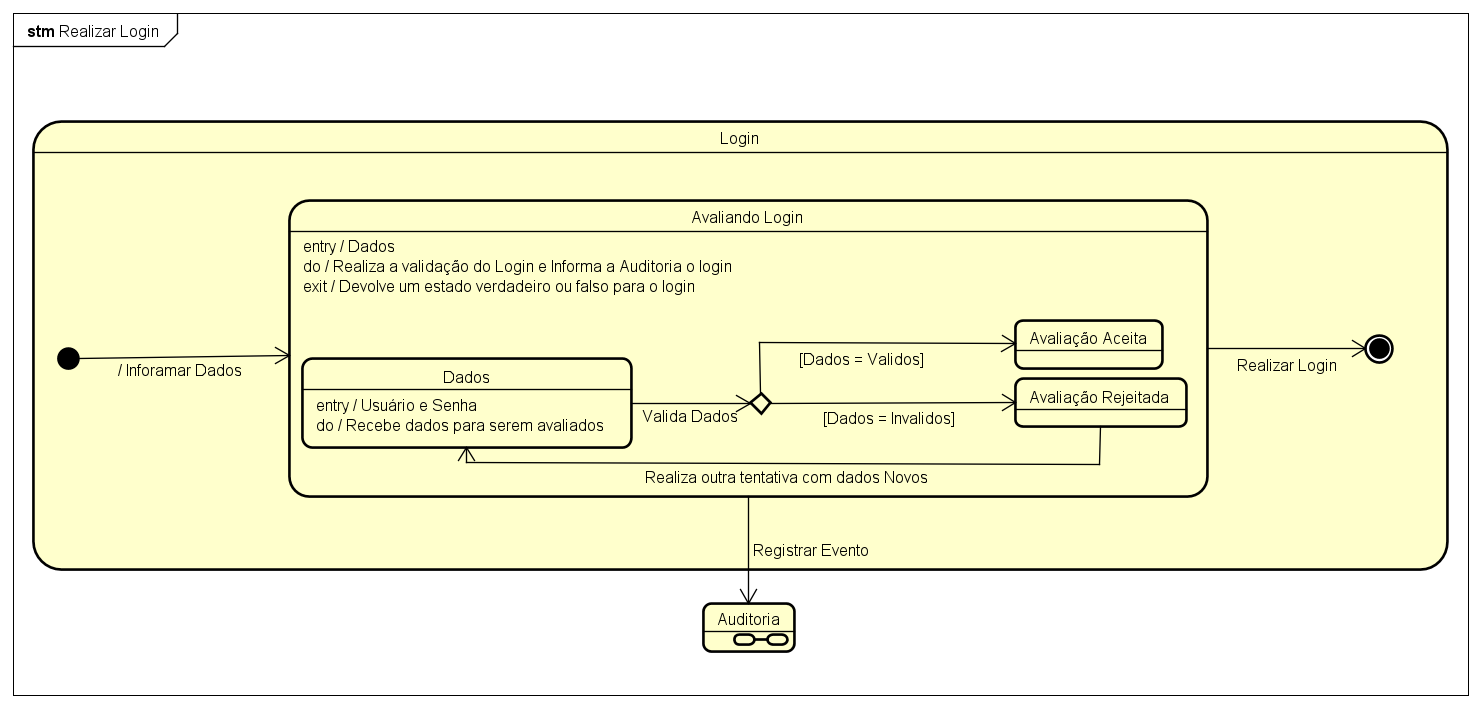 stm Realizar Login
Login
Avaliando Login
entry / Dados
do / Realiza a validação do Login e Informa a Auditoria o login
exit / Devolve um estado verdadeiro ou falso para o login
/ Inforamar Dados
Dados
entry / Usuário e Senha
do / Recebe dados para serem avaliados
Valida Dados
[Dados = Validos]
Avaliação Aceita
[Dados = Invalidos]
Avaliação Rejeitada
Realiza outra tentativa com dados Novos
Realizar Login
Registrar Evento
Auditoria